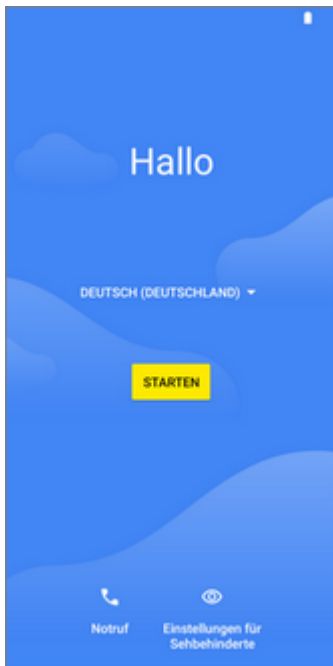 Hallo
DEUTSCH (DEUTSCHLAND)
STARTEN
Notruf
Einstellungen für
Sehbehinderte